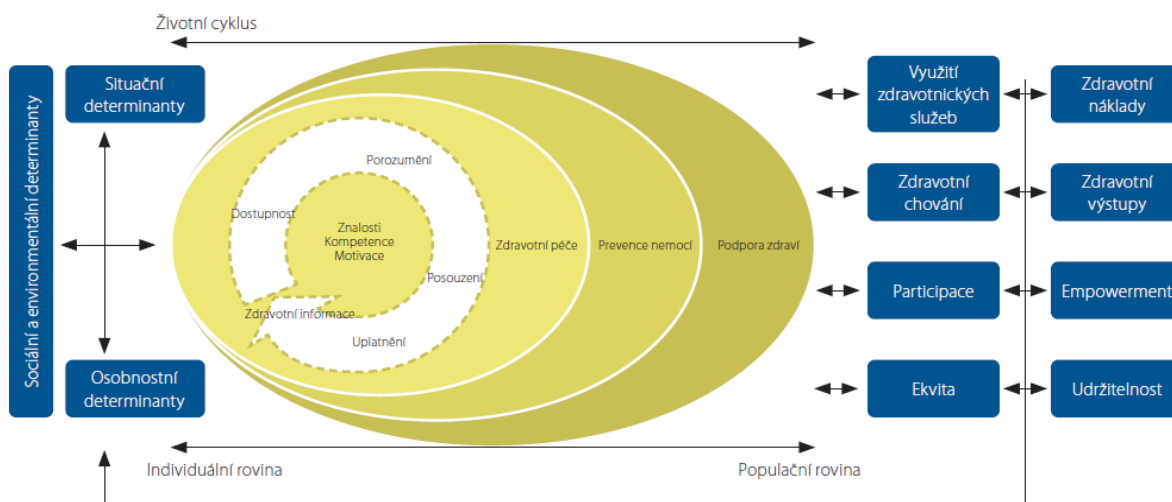 Životní cyklus
Sociální a environmentální determinanty
Situační
determinanty
Osobnostní
determinanty
Porozumění
Dostupnost
Znalosti
Kompetence
Motivace
Posouzení
Zdravotní informace
Uplatnění
Zdravotní péče
Prevence nemocí
Podpora zdraví
Individuální rovina
Populační rovina
Využití
zdravotnických
služeb
Zdravotní
náklady
Zdravotní
chování
Zdravotní
výstupy
Participace
Empowerment
Ekvita
Udržitelnost